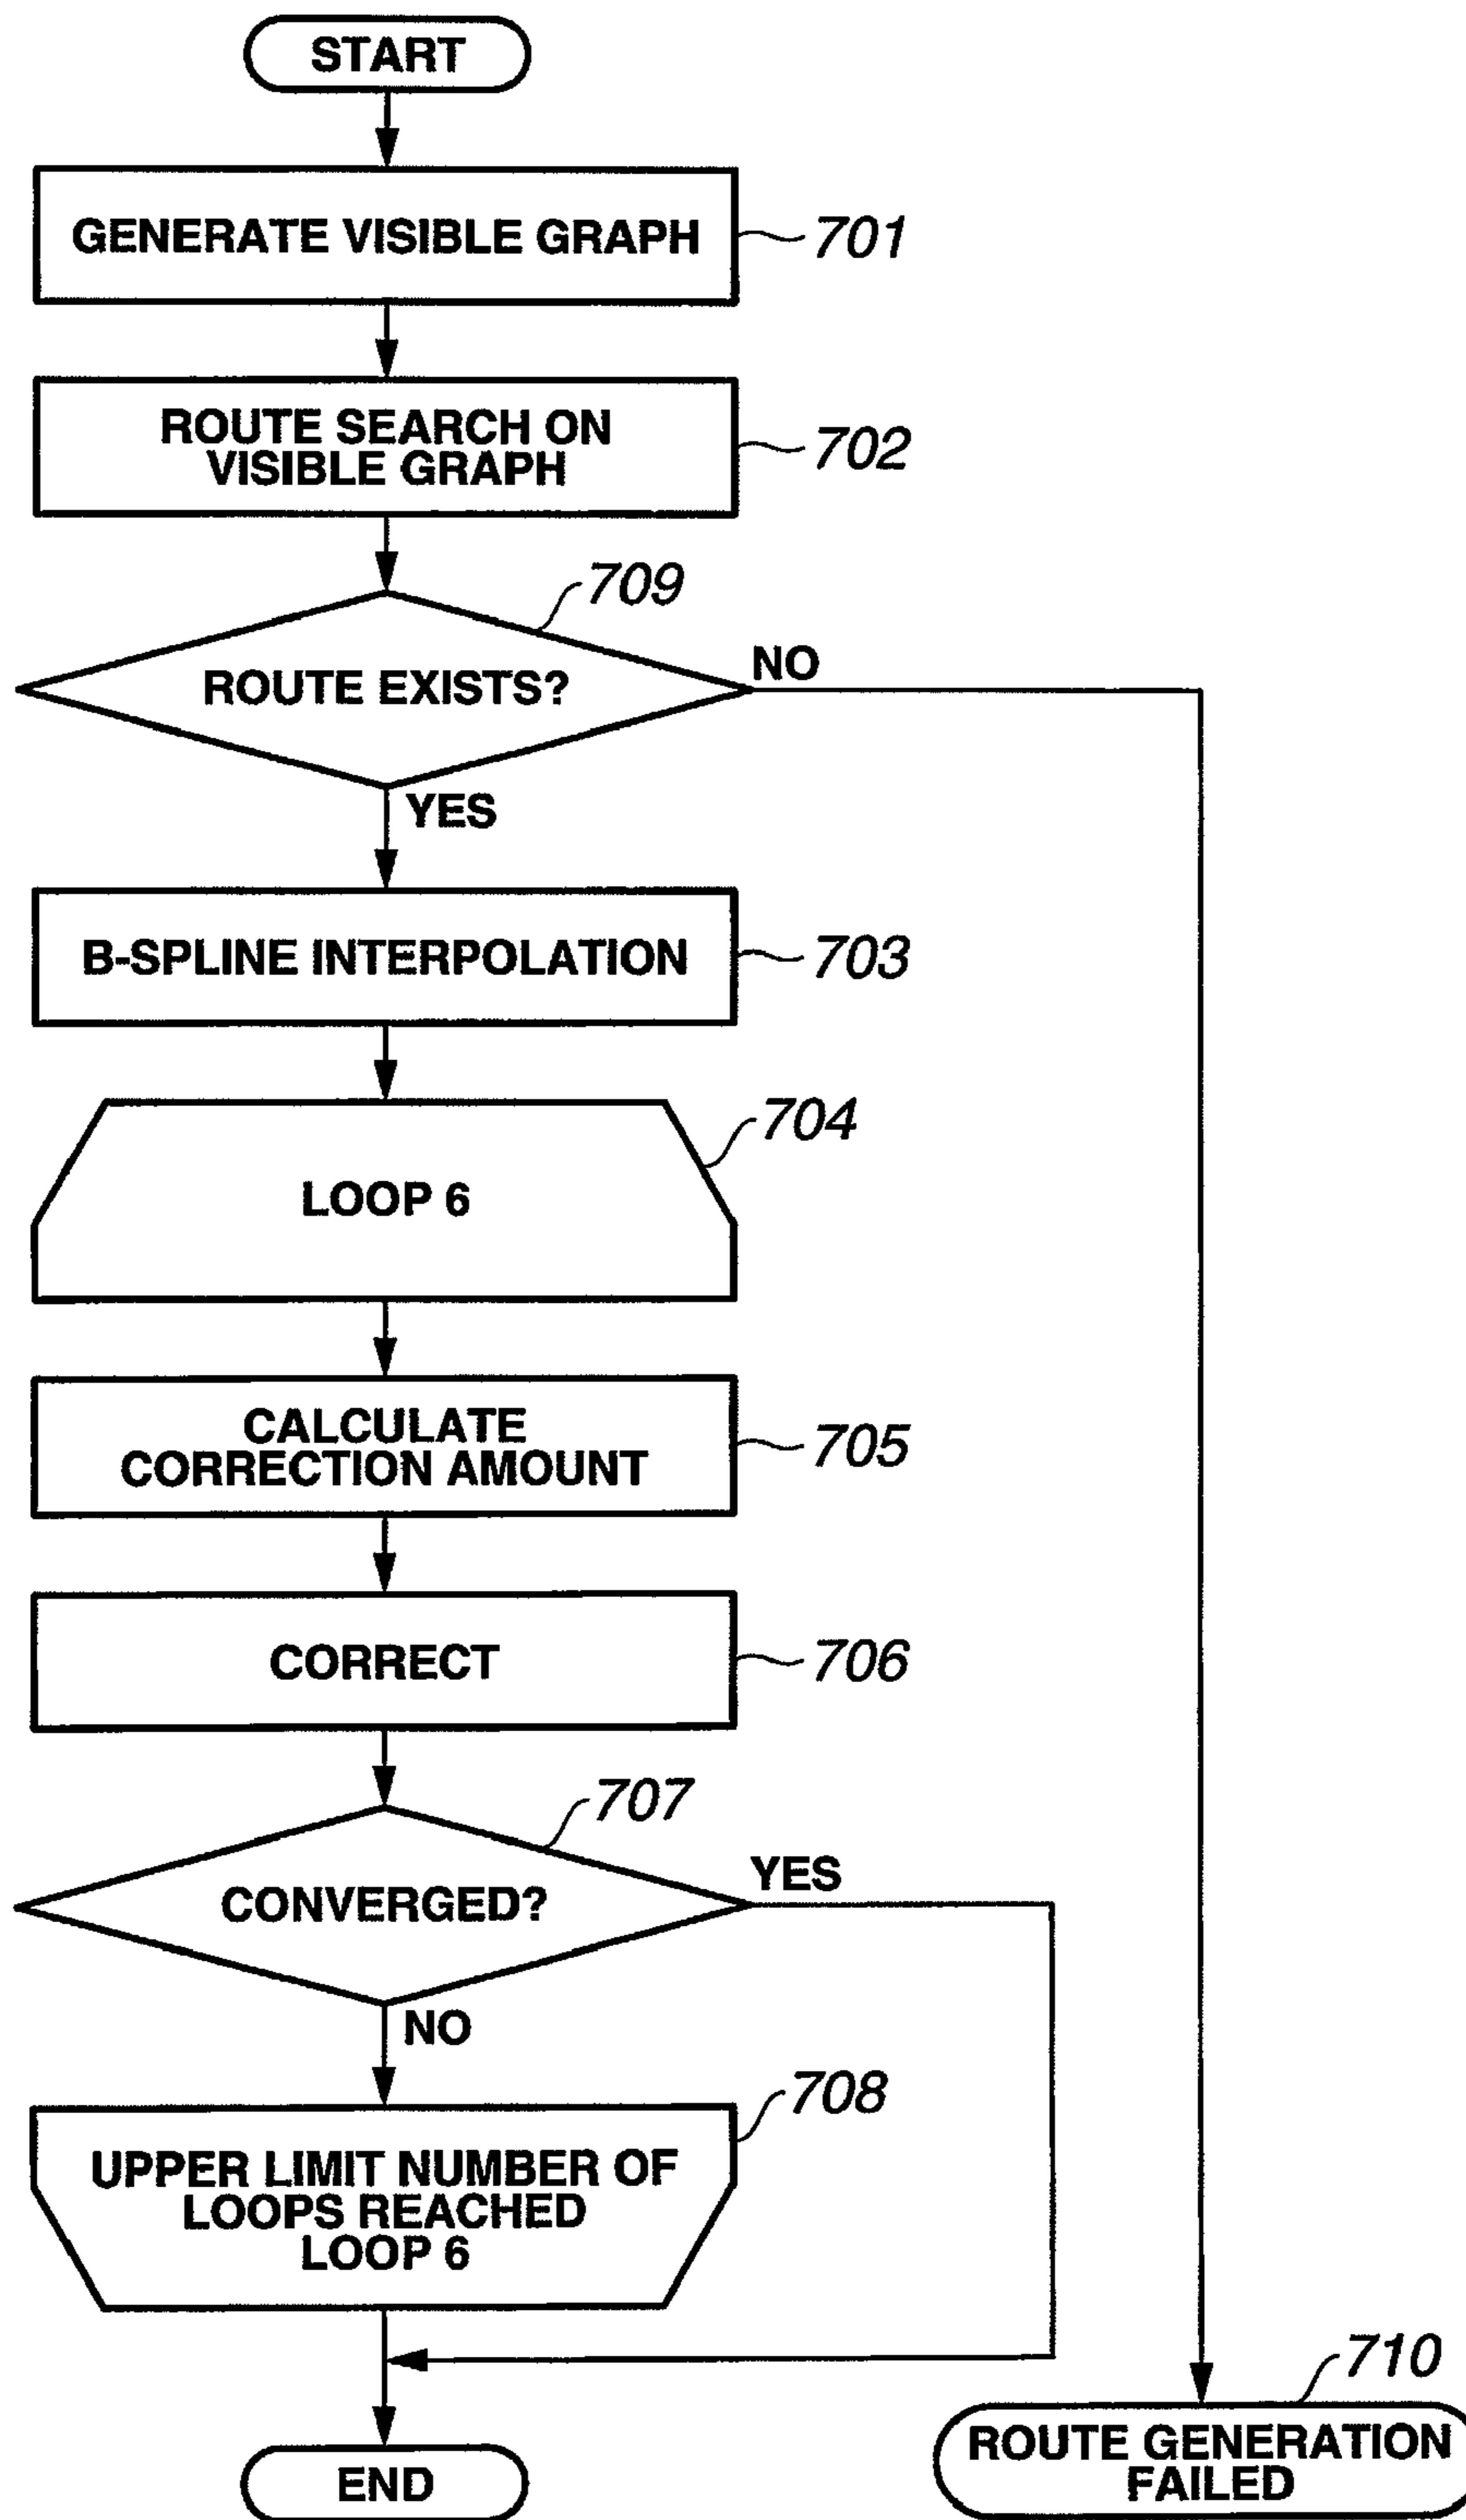 START
GENERATE VISIBLE GRAPH
701
ROUTE SEARCH ON
VISIBLE GRAPH
702
709
ROUTE EXISTS?
NO
YES
B-SPLINE INTERPOLATION
703
704
LOOP 6
CALCULATE
CORRECTION AMOUNT
705
CORRECT
706
707
CONVERGED?
YES
NO
708
UPPER LIMIT NUMBER OF
LOOPS REACHED
LOOP 6
710
ROUTE GENERATION
FAILED
END